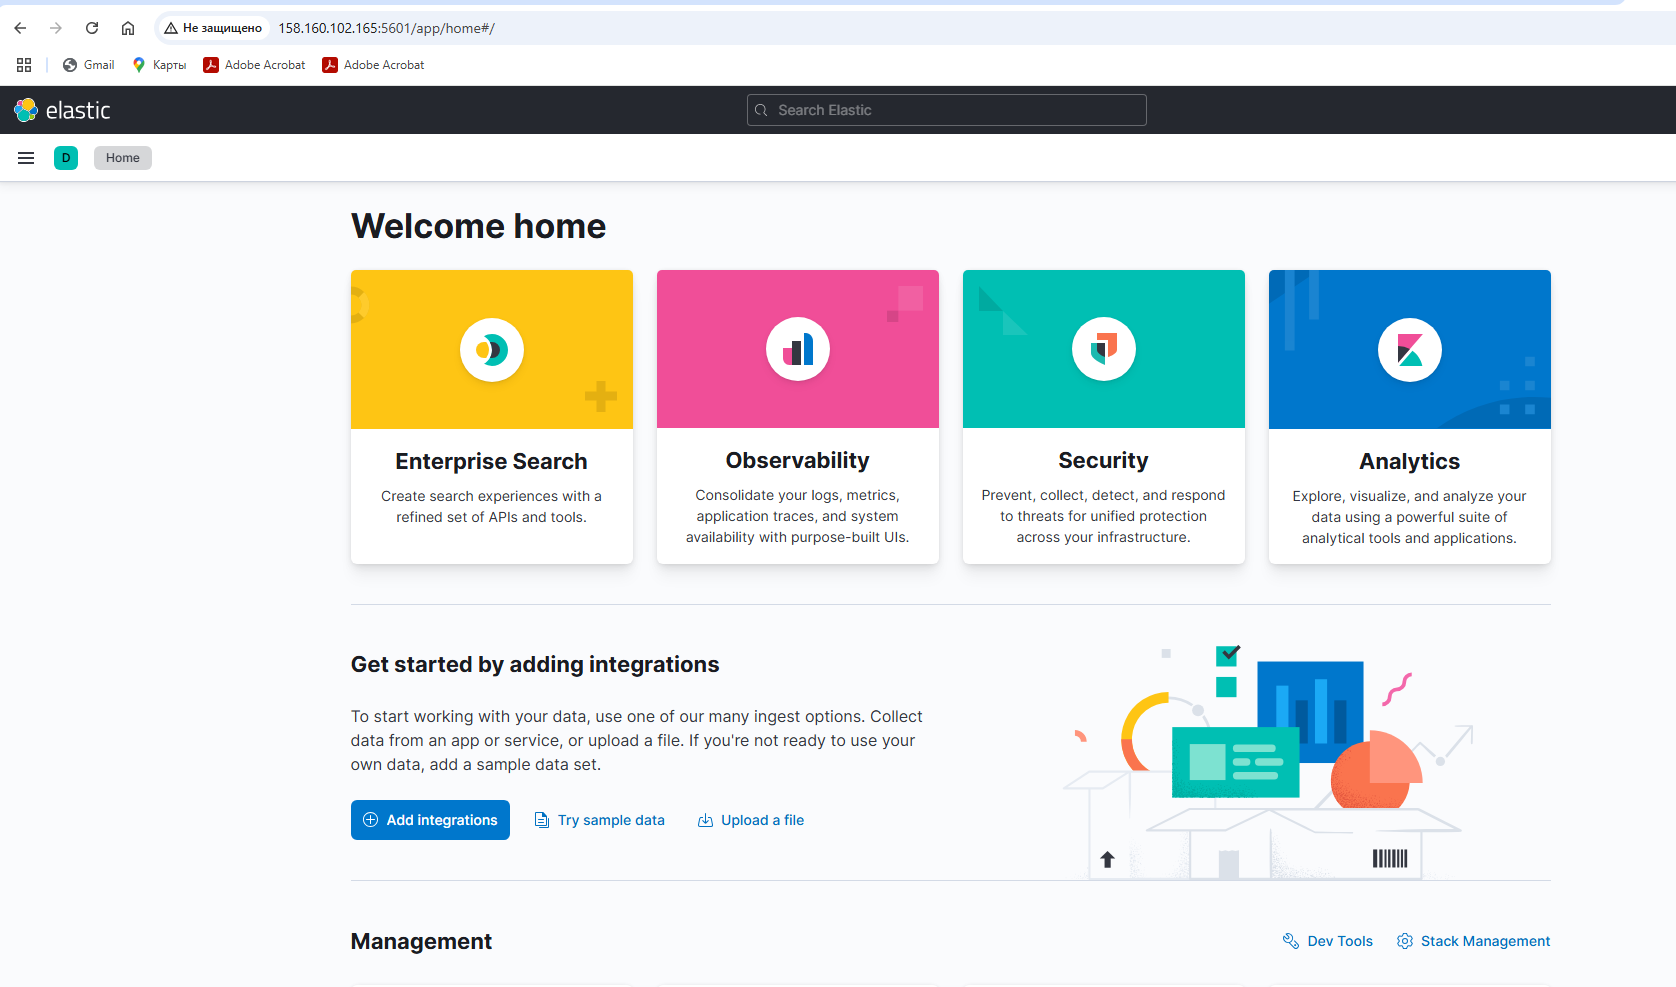 Не защищено 158.160.102.165:5601/app/home#/
Gmail Карты Adobe Acrobat Adobe Acrobat
elastic Search Elastic
D Home
Welcome home
Enterprise Search
Create search experiences with a
refined set of APIs and tools.
Observability
Consolidate your logs, metrics,
application traces, and system
availability with purpose-built UIs.
Security
Prevent, collect, detect, and respond
to threats for unified protection
across your infrastructure.
Analytics
Explore, visualize, and analyze your
data using a powerful suite of
analytical tools and applications.
Get started by adding integrations
To start working with your data, use one of our many ingest options. Collect
data from an app or service, or upload a file. If you're not ready to use your
own data, add a sample data set.
Add integrations Try sample data Upload a file
Management Dev Tools Stack Management